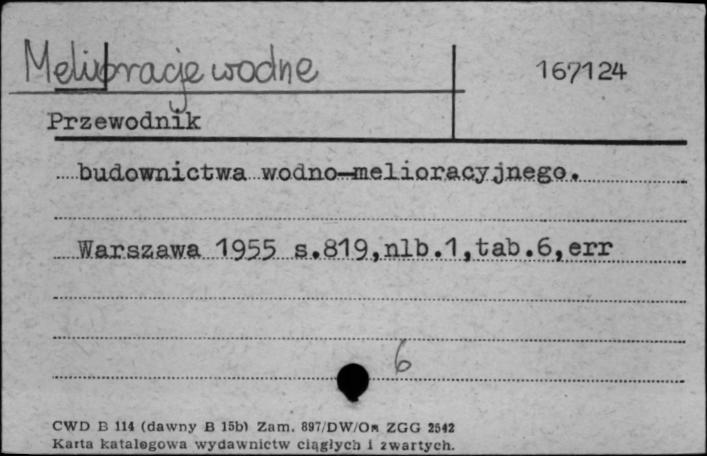 Melioracje wodne
167124
Przewodnik
budownictwa wodno-melioracyjnego.
Warszawa 1955 s.819,nlb.1,tab.6,err
6
CWD B 114 (dawny B 15b) Zam. 897/DW/Om ZGG 2542
Karta katalogowa wydawnictw ciągłych i zwartych.